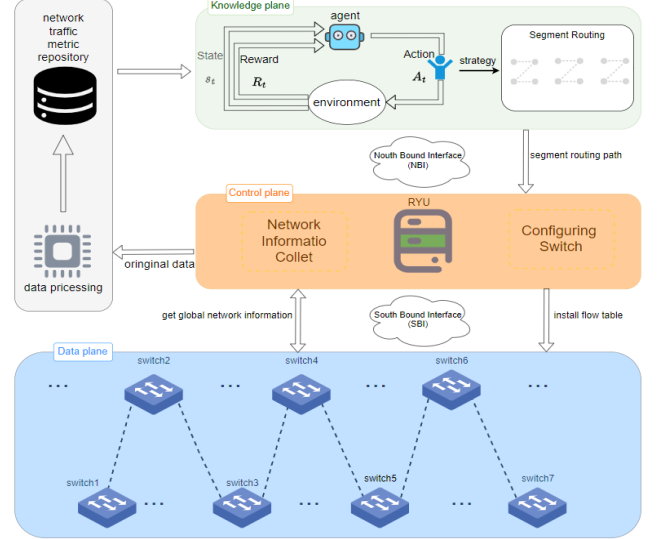 network
traffic
metric
repository
data pricessing
Knowledge plane
agent
State
s_t
Reward
R_t
Action
A_t
environment
strategy
Segment Routing
Nouth Bound Interface
(NBI)
segment routing path
Control plane
RYU
Network
Informatio
Collet
Configuring
Switch
oringinal data
get global network information
South Bound Interface
(SBI)
install flow table
Data plane
switch2
switch4
switch6
switch1
switch3
switch5
switch7